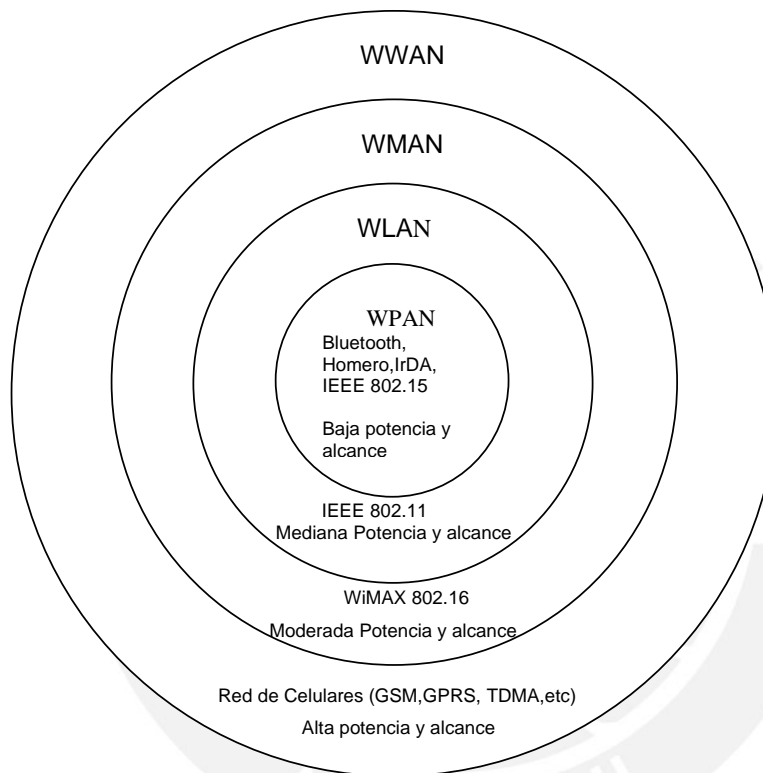 WWAN
WMAN
WLAN
WPAN
Bluetooth,
Homero,IrDA,
IEEE 802.15
Baja potencia y
alcance
IEEE 802.11
Mediana Potencia y alcance
WiMAX 802.16
Moderada Potencia y alcance
Red de Celulares (GSM,GPRS, TDMA,etc)
Alta potencia y alcance